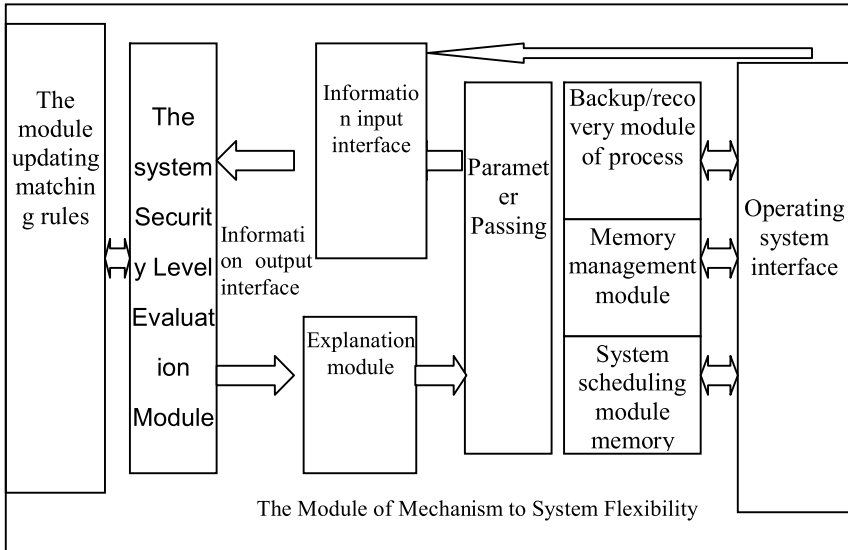 The
module
updating
matchin
g rules
The
system
Securit
y Level
Evaluat
ion
Module
Informati
on output
interface
Informatio
n input
interface
Explanation
module
Paramet
er
Passing
Backup/reco
very module
of process
Memory
management
module
System
scheduling
module
memory
Operating
system
interface
The Module of Mechanism to System Flexibility